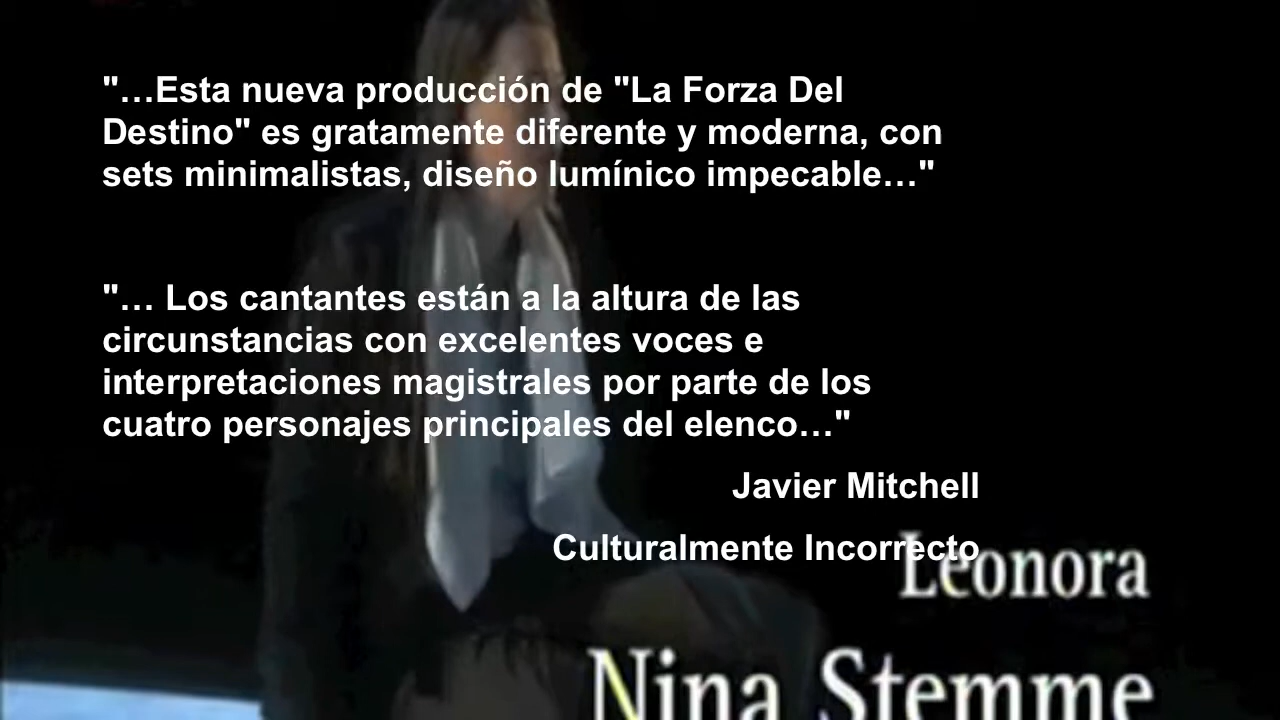 "…Esta nueva producción de "La Forza Del
Destino" es gratamente diferente y moderna, con
sets minimalistas, diseño lumínico impecable…"
"… Los cantantes están a la altura de las
circunstancias con excelentes voces e
interpretaciones magistrales por parte de los
cuatro personajes principales del elenco…"
Javier Mitchell
Culturalmente Incorrecto
Leonora
Nina Stemme